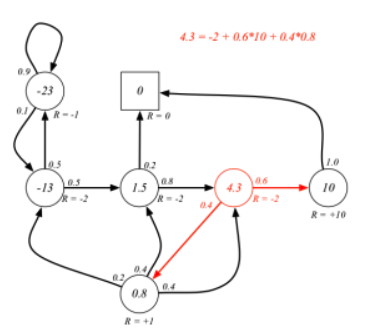 4.3 = -2 + 0.6*10 + 0.4*0.8
0.9
-23
0
0.1
R = -1
R = 0
0.5
0.2
1.0
-13
0.5
R = -2
1.5
0.8
R = -2
4.3
0.6
R = -2
10
0.4
R = +10
0.2
0.4
0.8
0.4
R = +1